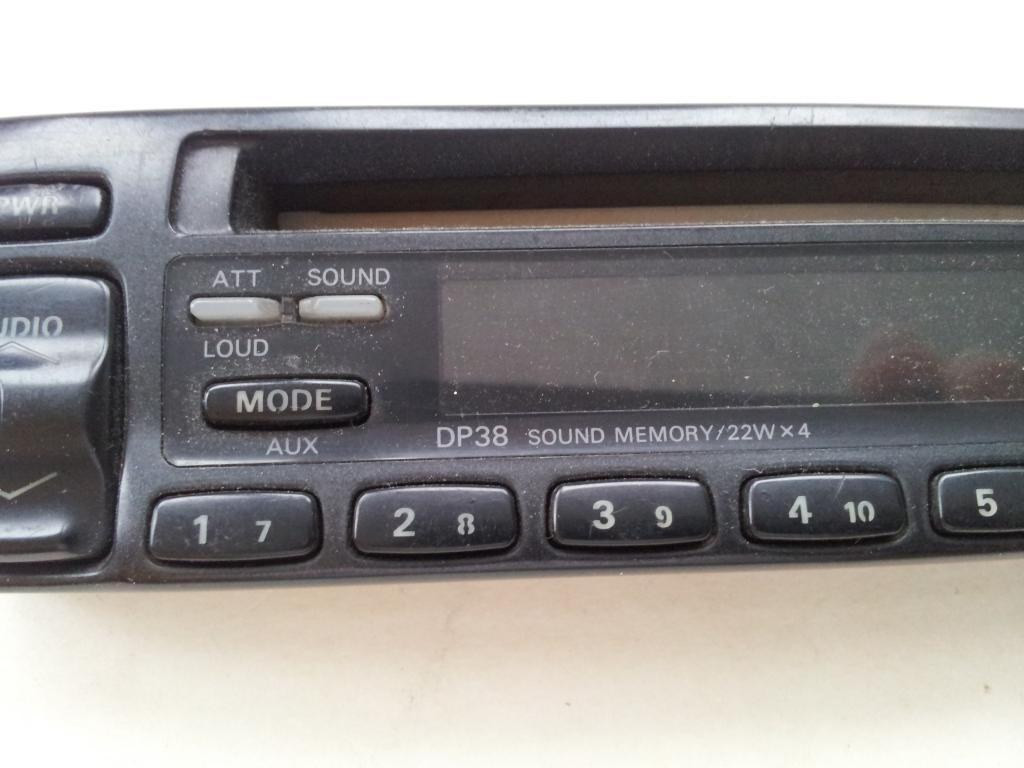 PWR
ATT SOUND
AUDIO
LOUD
MODE
AUX
DP38 SOUND MEMORY/22W×4
1 7 2 8 3 9 4 10 5